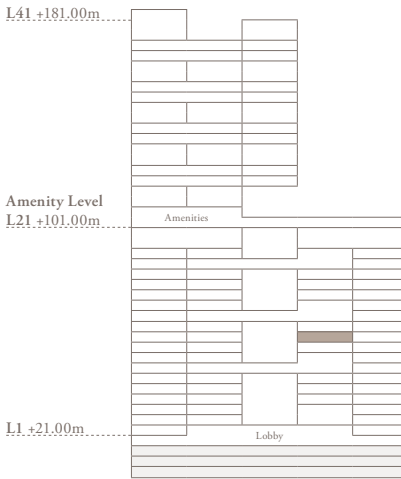 L41 +181.00m
Amenity Level
L21 +101.00m
Amenities
L1 +21.00m
Lobby